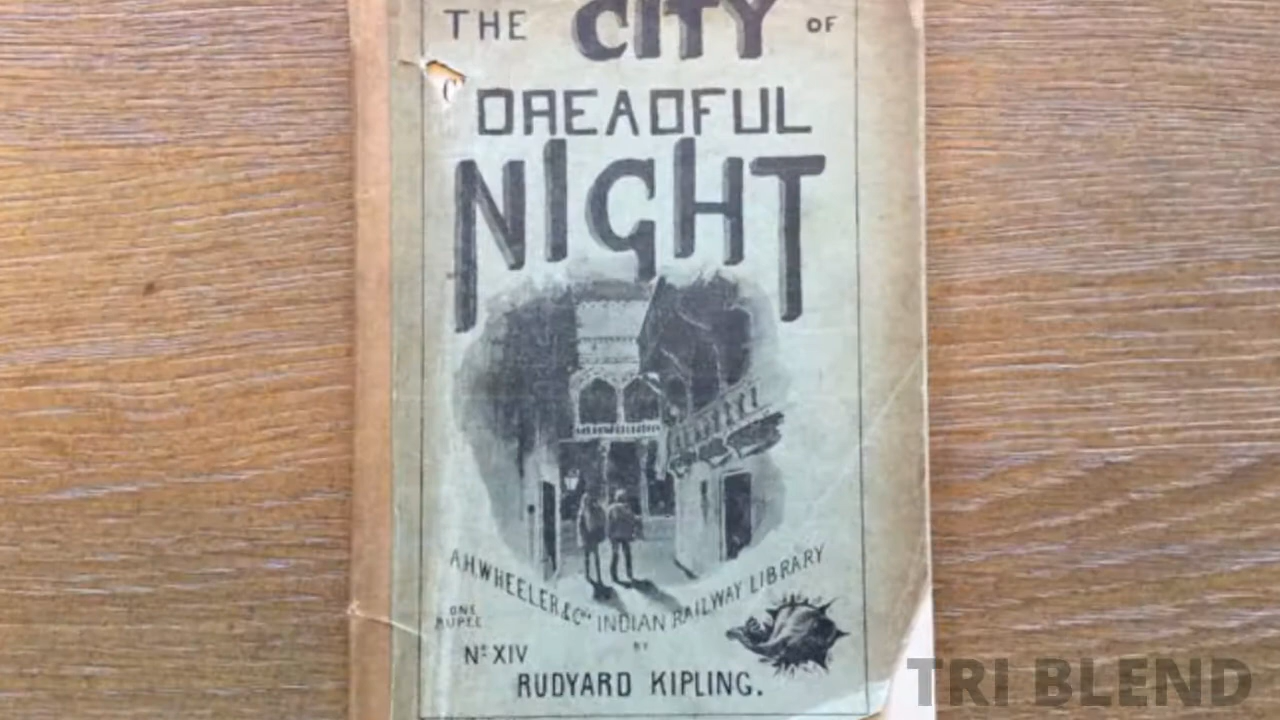 THE CITY OF
C
DREADFUL
NIGHT
A.H. WHEELER & Co's INDIAN RAILWAY LIBRARY
ONE
RUPEE
No XIV
BY
RUDYARD KIPLING.
TRI BLEND